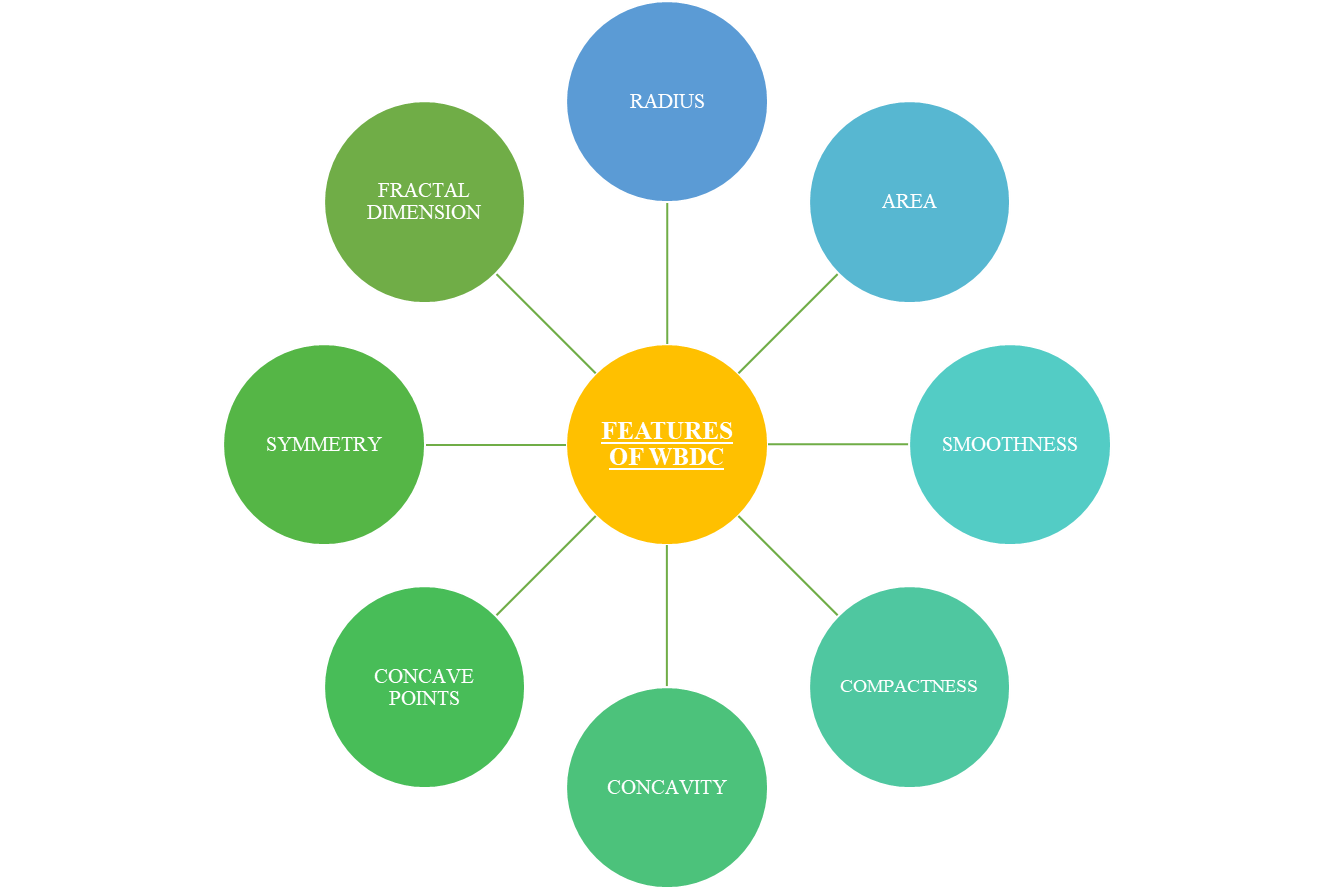 RADIUS
AREA
SMOOTHNESS
COMPACTNESS
CONCAVITY
CONCAVE
POINTS
SYMMETRY
FRACTAL
DIMENSION
FEATURES
OF WBDC